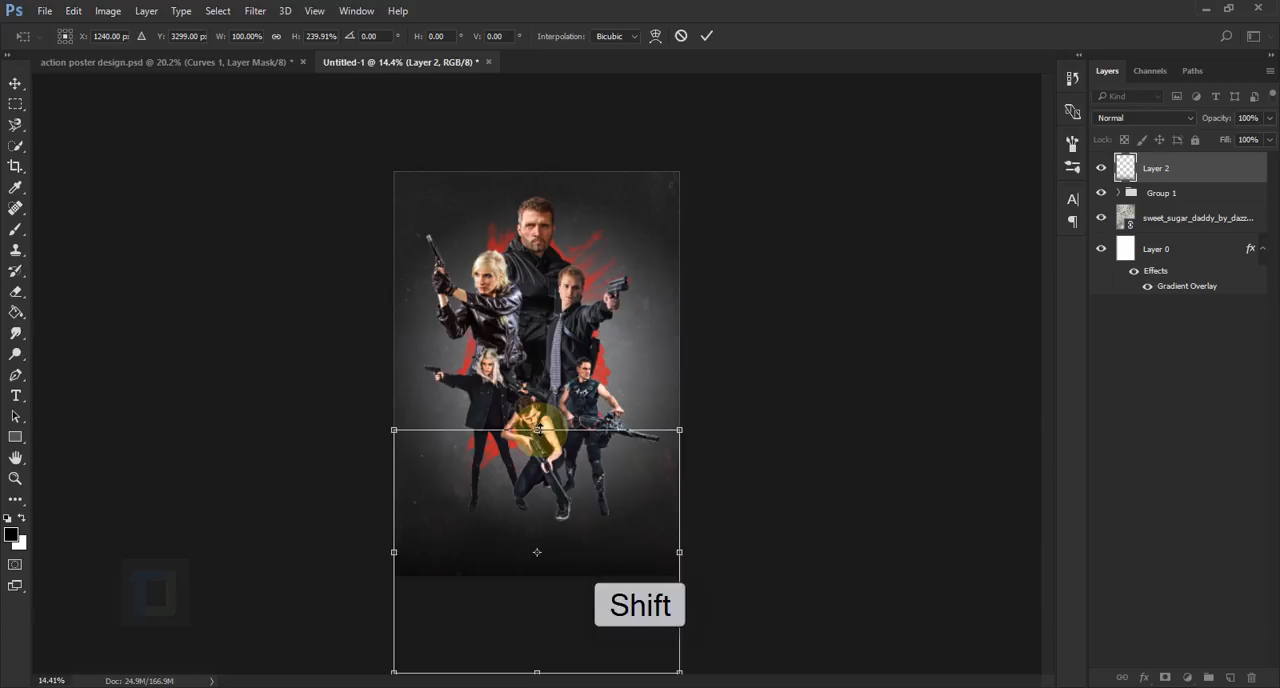 Ps File Edit Image Layer Type Select Filter 3D View Window Help
X: 1240.00 px Y: 3299.00 px W: 100.00% H: 239.91% 0.00 ° H: 0.00 ° V: 0.00 ° Interpolation: Bicubic
action poster design.psd @ 20.2% (Curves 1, Layer Mask/8) * × Untitled-1 @ 14.4% (Layer 2, RGB/8) * ×
Layers Channels Paths
Kind
Normal Opacity: 100%
Lock: Fill: 100%
Layer 2
Group 1
sweet_sugar_daddy_by_dazz...
Layer 0 fx
Effects
Gradient Overlay
Shift
14.41% Doc: 24.9M/166.9M